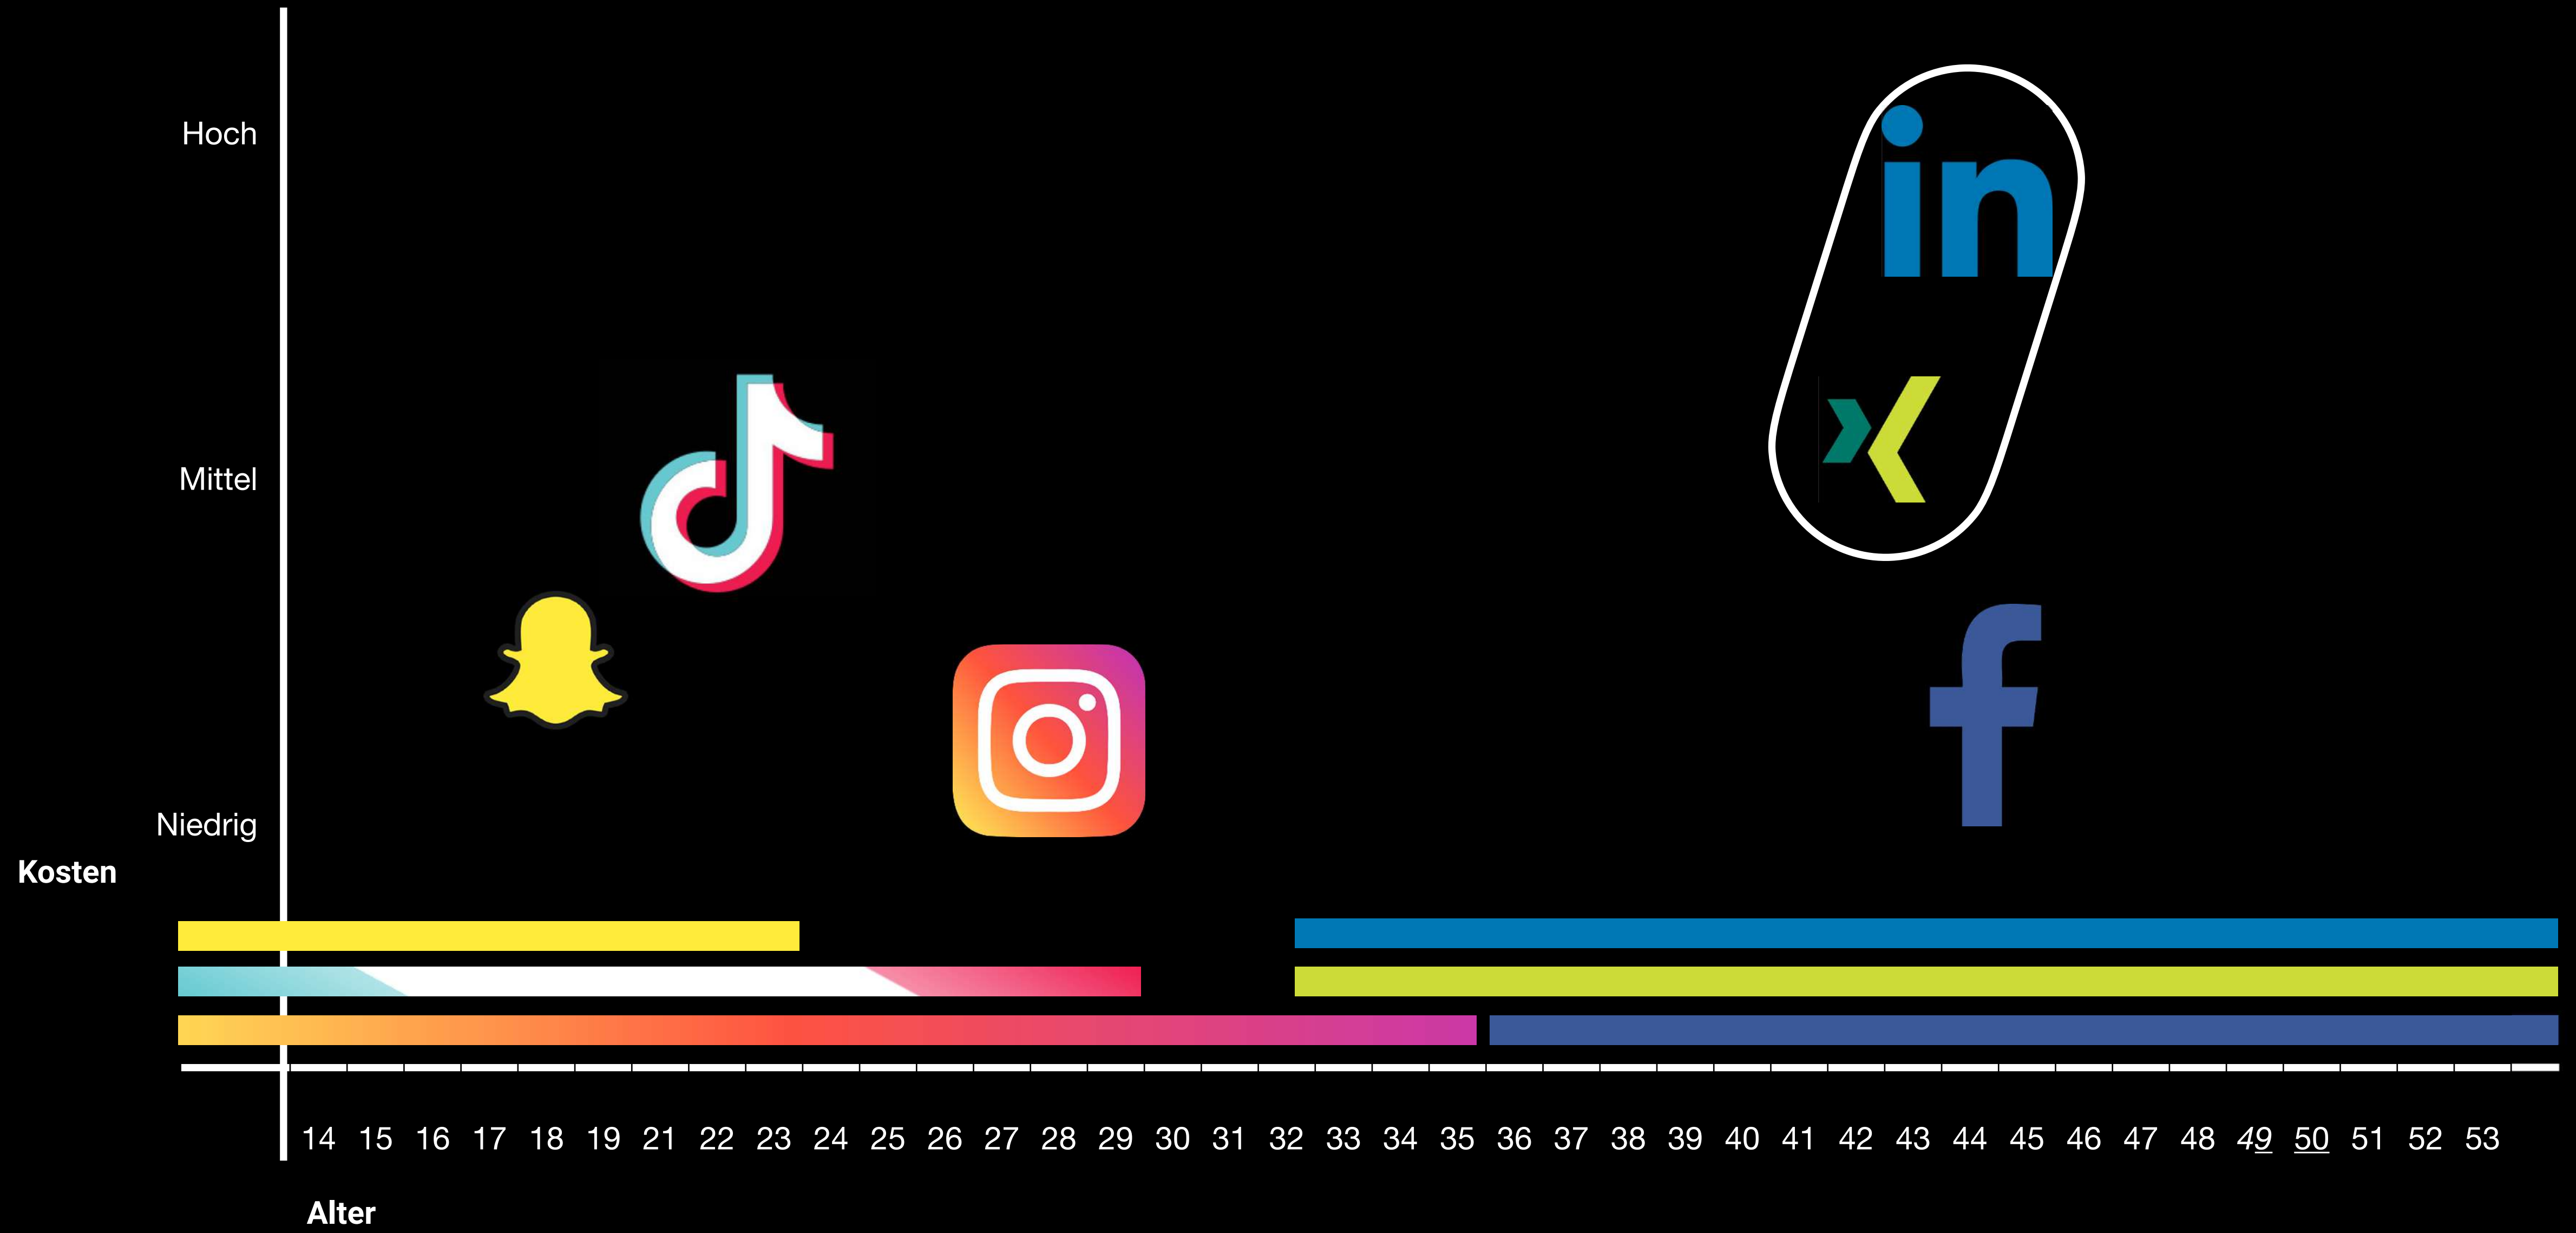 Hoch
in
Mittel
Niedrig
Kosten
14 15 16 17 18 19 21 22 23 24 25 26 27 28 29 30 31 32 33 34 35 36 37 38 39 40 41 42 43 44 45 46 47 48 49 50 51 52 53
Alter